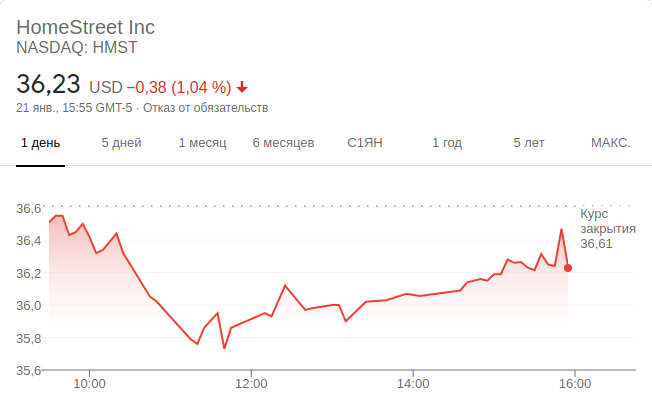 HomeStreet Inc
NASDAQ: HMST
36,23 USD −0,38 (1,04 %)
21 янв., 15:55 GMT-5 · Отказ от обязательств
1 день 5 дней 1 месяц 6 месяцев С1ЯН 1 год 5 лет МАКС.
36,6
Курс
закрытия
36,61
36,4
36,2
36,0
35,8
35,6
10:00 12:00 14:00 16:00